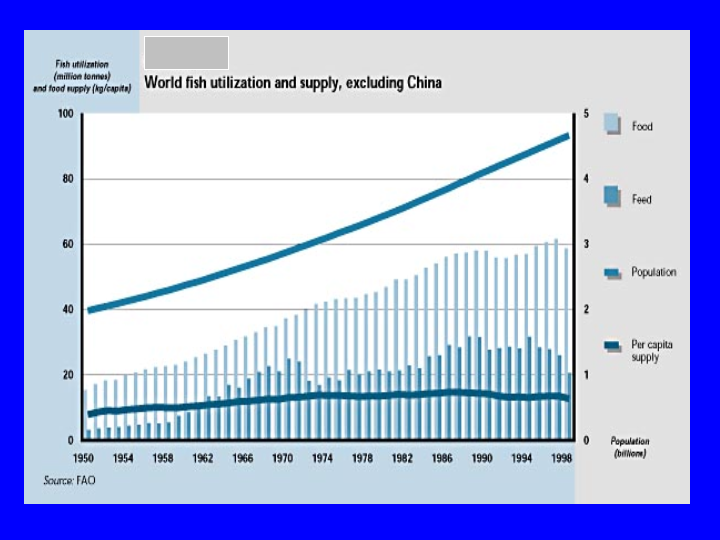 Fish utilization
(million tonnes)
and food supply (kg/capita)
World fish utilization and supply, excluding China
100
80
60
40
20
0
5
4
3
2
1
0
1950 1954 1958 1962 1966 1970 1974 1978 1982 1986 1990 1994 1998
Food
Feed
Population
Per capita
supply
Population
(billions)
Source: FAO